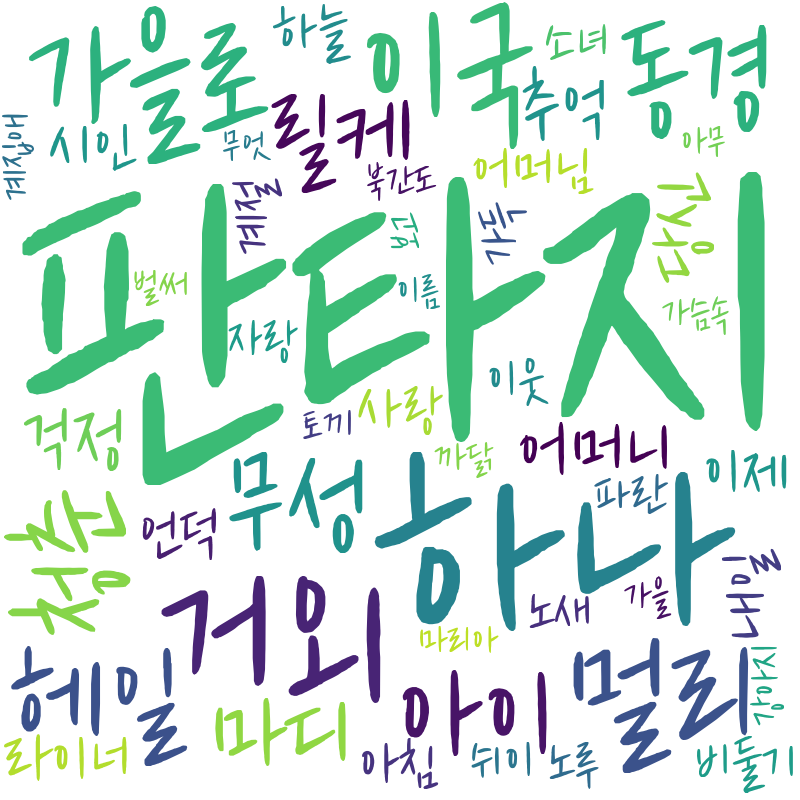 가을로
하늘
이국
소녀
동경
계집애
시인
무엇
릴케
추억
어머님
아무
북간도
계절
판타지
벌써
가득
이름
가슴속
자랑
이웃
걱정
토끼
사랑
까닭
어머니
이제
청춘
언덕
무성
하나
파란
내일
거외
노새
가을
마리아
헤일
마디
아이
멀리
강아지
라이너
아침
쉬이
노루
비둘기